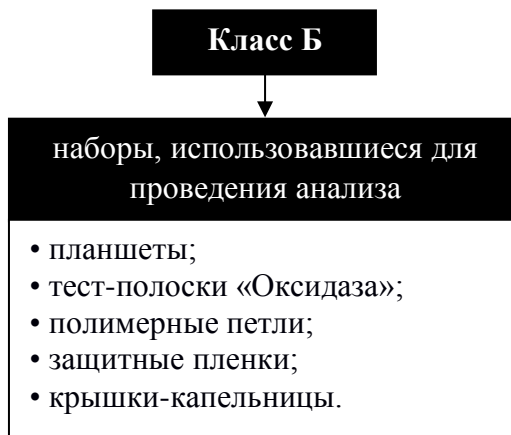 Класс Б
наборы, использовавшиеся для
проведения анализа
• планшеты;
• тест-полоски «Оксидаза»;
• полимерные петли;
• защитные пленки;
• крышки-капельницы.